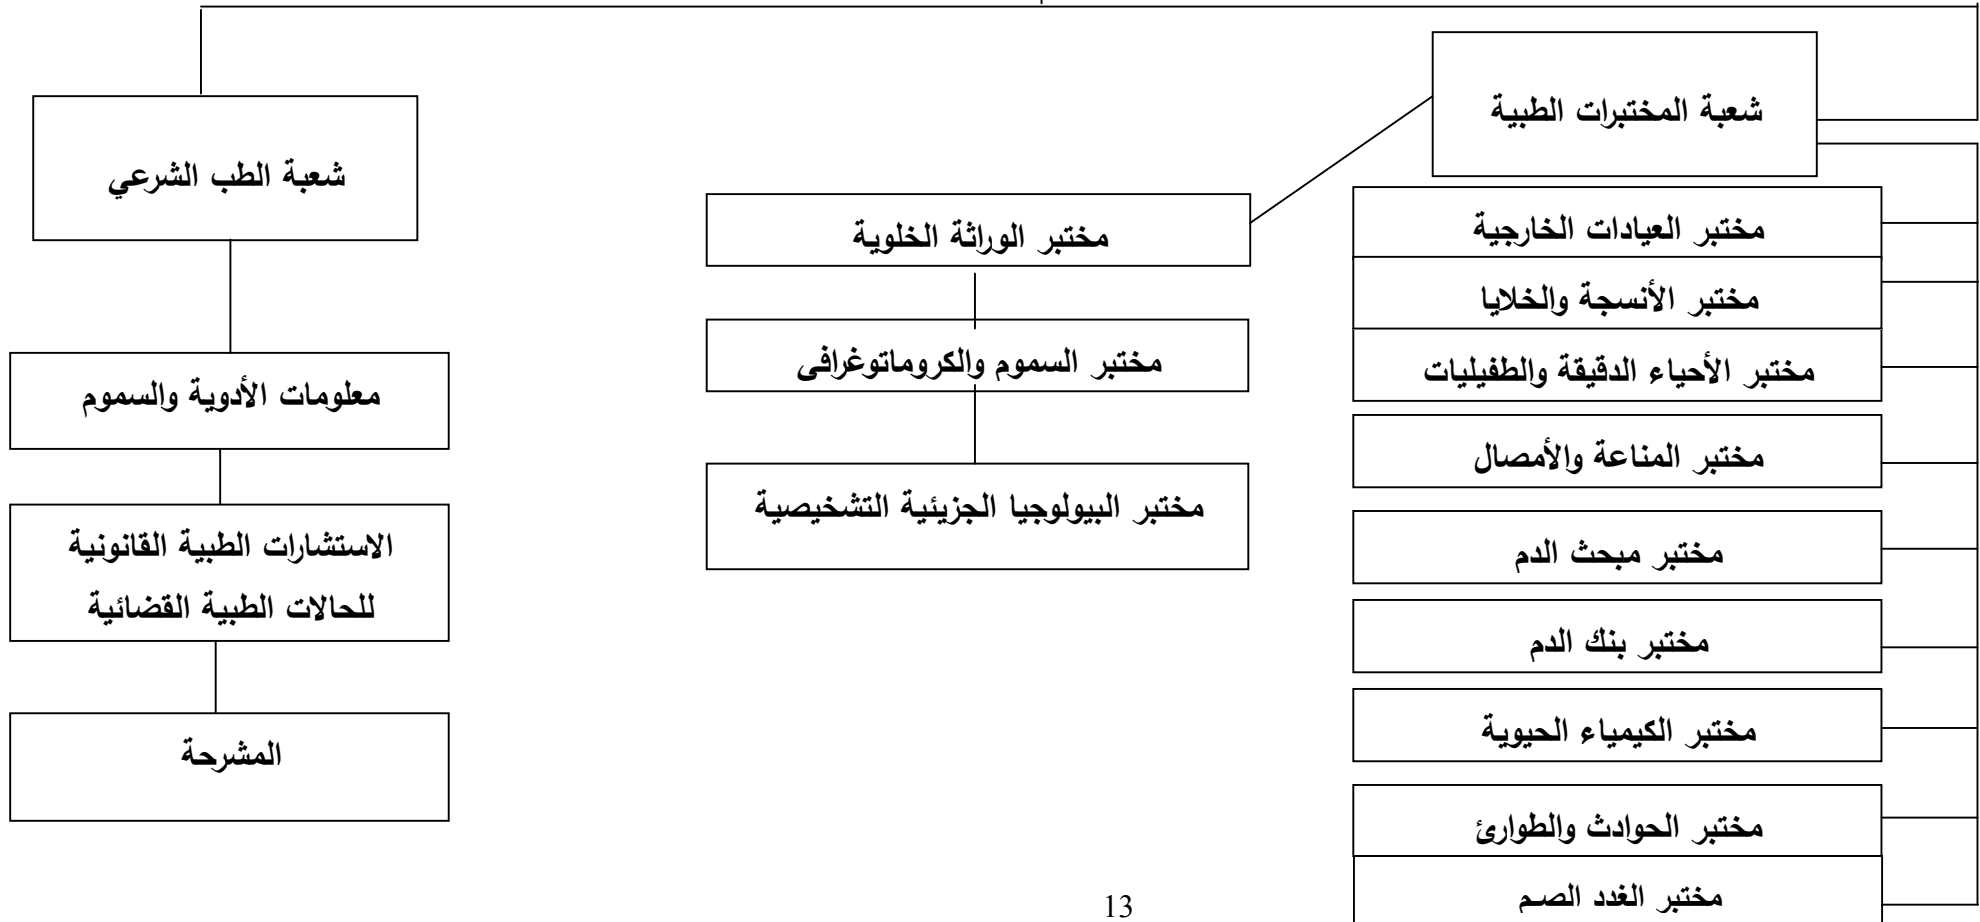 شعبة المختبرات الطبية
مختبر العيادات الخارجية
مختبر الأنسجة والخلايا
مختبر الأحياء الدقيقة والطفيليات
مختبر المناعة والأمصال
مختبر مبحث الدم
مختبر بنك الدم
مختبر الكيمياء الحيوية
مختبر الحوادث والطوارئ
مختبر الغدد الصم
مختبر الوراثة الخلوية
مختبر السموم والكروماتوغرافى
مختبر البيولوجيا الجزيئية التشخيصية
شعبة الطب الشرعي
معلومات الأدوية والسموم
الاستشارات الطبية القانونية
للحالات الطبية القضائية
المشرحة
13